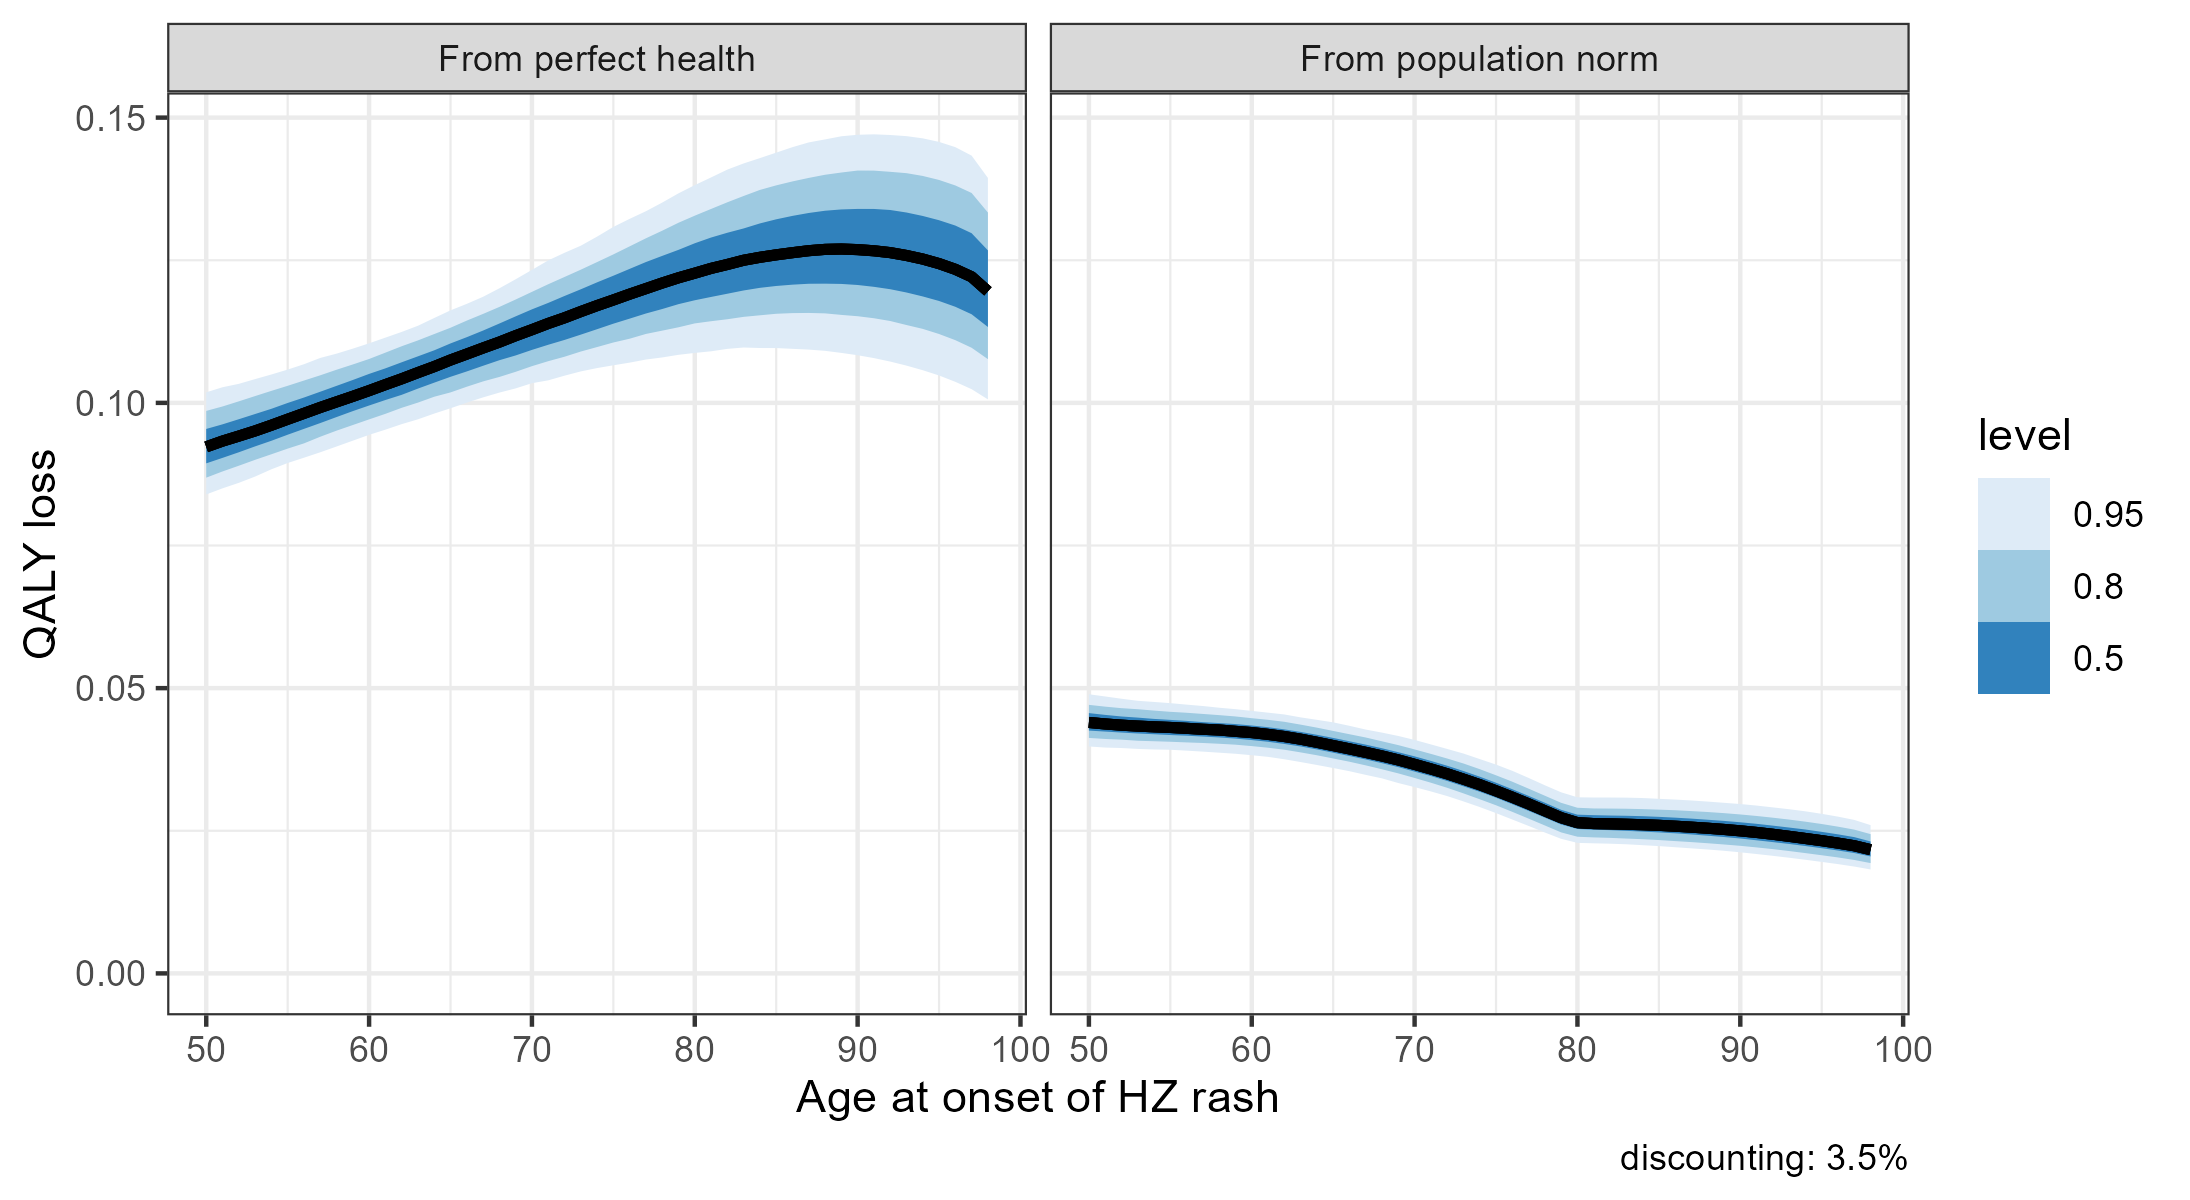 From perfect health
From population norm
QALY loss
0.15
0.10
0.05
0.00
50 60 70 80 90 100
50 60 70 80 90 100
Age at onset of HZ rash
level
0.95
0.8
0.5
discounting: 3.5%